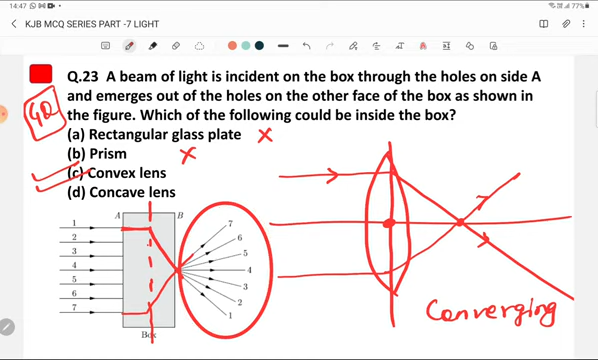 14:47
77%
KJB MCQ SERIES PART -7 LIGHT
Q.23 A beam of light is incident on the box through the holes on side A
and emerges out of the holes on the other face of the box as shown in
the figure. Which of the following could be inside the box?
(a) Rectangular glass plate
(b) Prism
(c) Convex lens
(d) Concave lens
A
B
1
2
3
4
5
6
7
7
6
5
4
3
2
1
Box
Converging